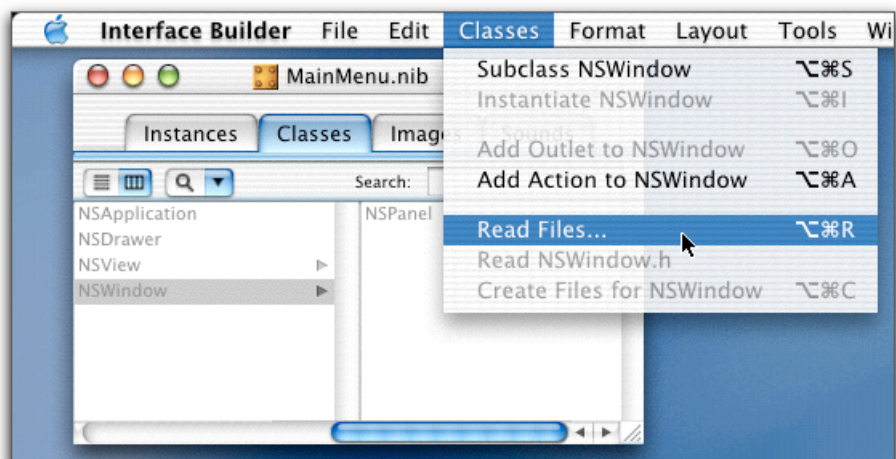 Interface Builder File Edit Classes Format Layout Tools Wi
MainMenu.nib
Instances Classes Images Sounds
Search:
NSApplication
NSDrawer
NSView
NSWindow
NSPanel
Subclass NSWindow ⌥⌘S
Instantiate NSWindow ⌥⌘I
Add Outlet to NSWindow ⌥⌘O
Add Action to NSWindow ⌥⌘A
Read Files... ⌥⌘R
Read NSWindow.h
Create Files for NSWindow ⌥⌘C